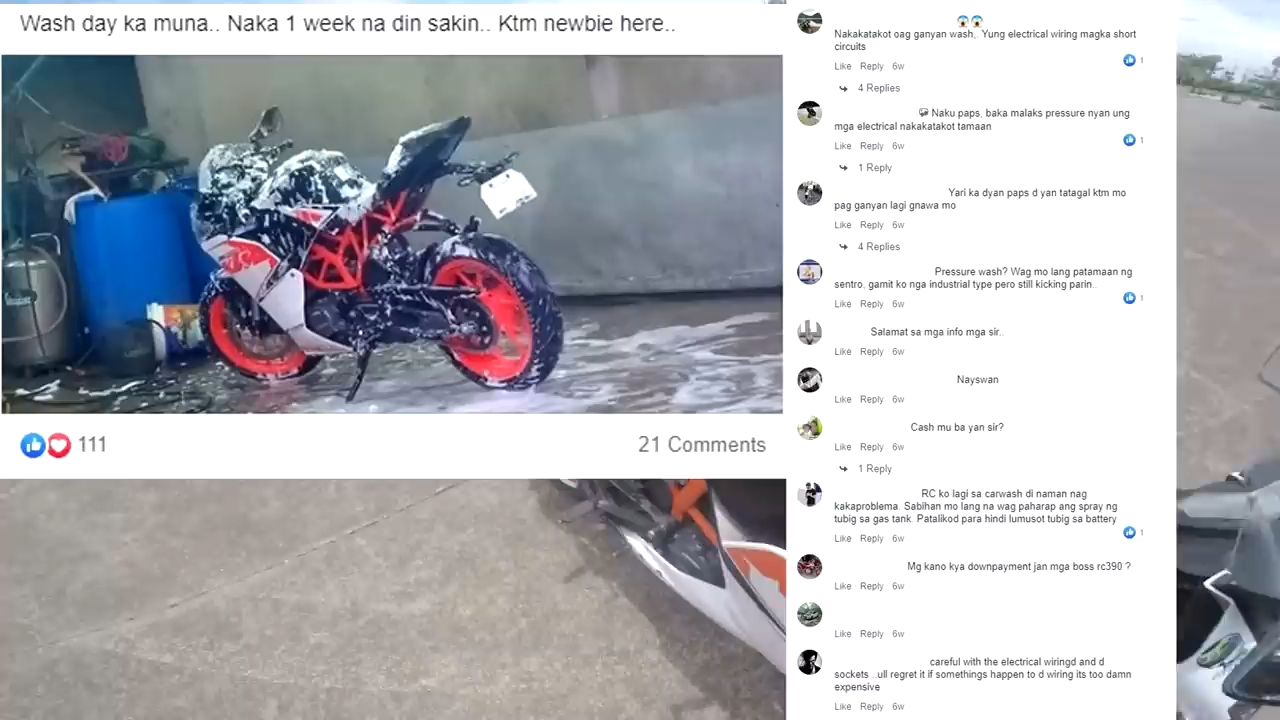 Wash day ka muna.. Naka 1 week na din sakin.. Ktm newbie here..
111
21 Comments
Nakakatakot oag ganyan wash,. Yung electrical wiring magka short
circuits
1
Like Reply 6w
4 Replies
Naku paps, baka malaks pressure nyan ung
mga electrical nakakatakot tamaan
1
Like Reply 6w
1 Reply
Yari ka dyan paps d yan tatagal ktm mo
pag ganyan lagi gnawa mo
Like Reply 6w
4 Replies
Pressure wash? Wag mo lang patamaan ng
sentro, gamit ko nga industrial type pero still kicking parin..
1
Like Reply 6w
Salamat sa mga info mga sir..
Like Reply 6w
Nayswan
Like Reply 6w
Cash mu ba yan sir?
Like Reply 6w
1 Reply
RC ko lagi sa carwash di naman nag
kakaproblema. Sabihan mo lang na wag paharap ang spray ng
tubig sa gas tank. Patalikod para hindi lumusot tubig sa battery
1
Like Reply 6w
Mg kano kya downpayment jan mga boss rc390 ?
Like Reply 6w
Like Reply 6w
careful with the electrical wiringd and d
sockets ..ull regret it if somethings happen to d wiring its too damn
expensive
Like Reply 6w